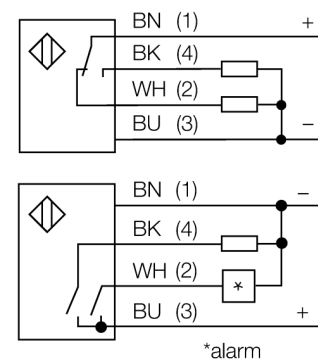 BN (1) +
BK (4)
WH (2)
BU (3) –
BN (1) –
BK (4)
WH (2)
*
BU (3) +
*alarm